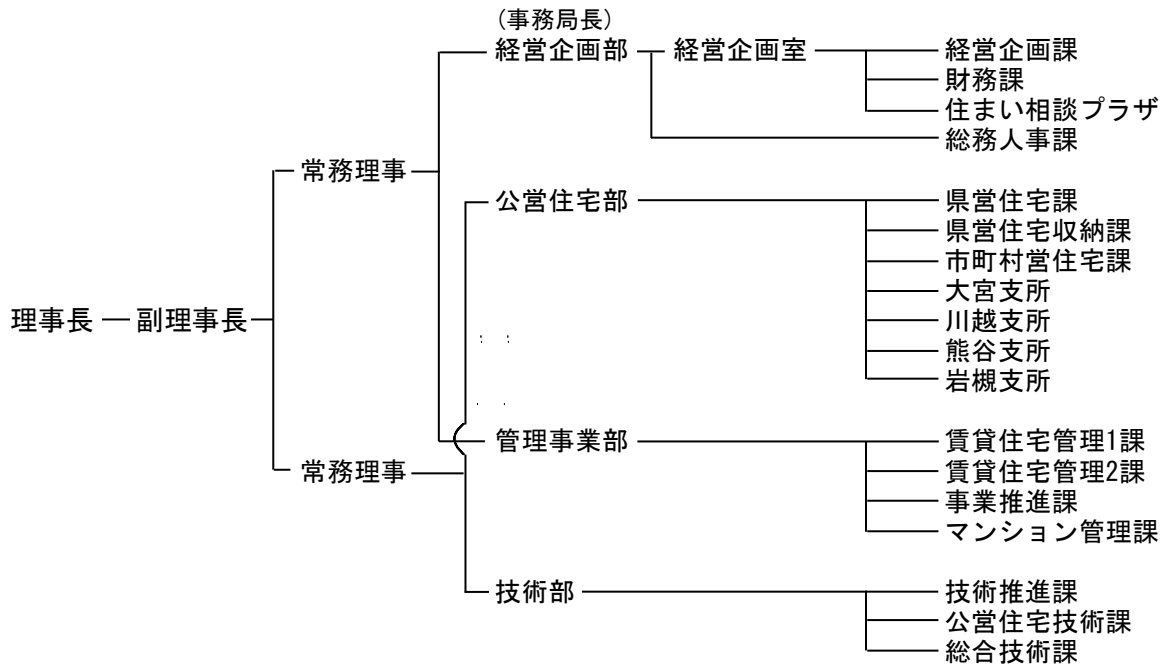 (事務局長)
経営企画部 経営企画室 経営企画課
財務課
住まい相談プラザ
総務人事課
常務理事
公営住宅部 県営住宅課
県営住宅収納課
市町村営住宅課
大宮支所
理事長 副理事長 川越支所
熊谷支所
岩槻支所
管理事業部 賃貸住宅管理1課
常務理事 賃貸住宅管理2課
事業推進課
マンション管理課
技術部 技術推進課
公営住宅技術課
総合技術課